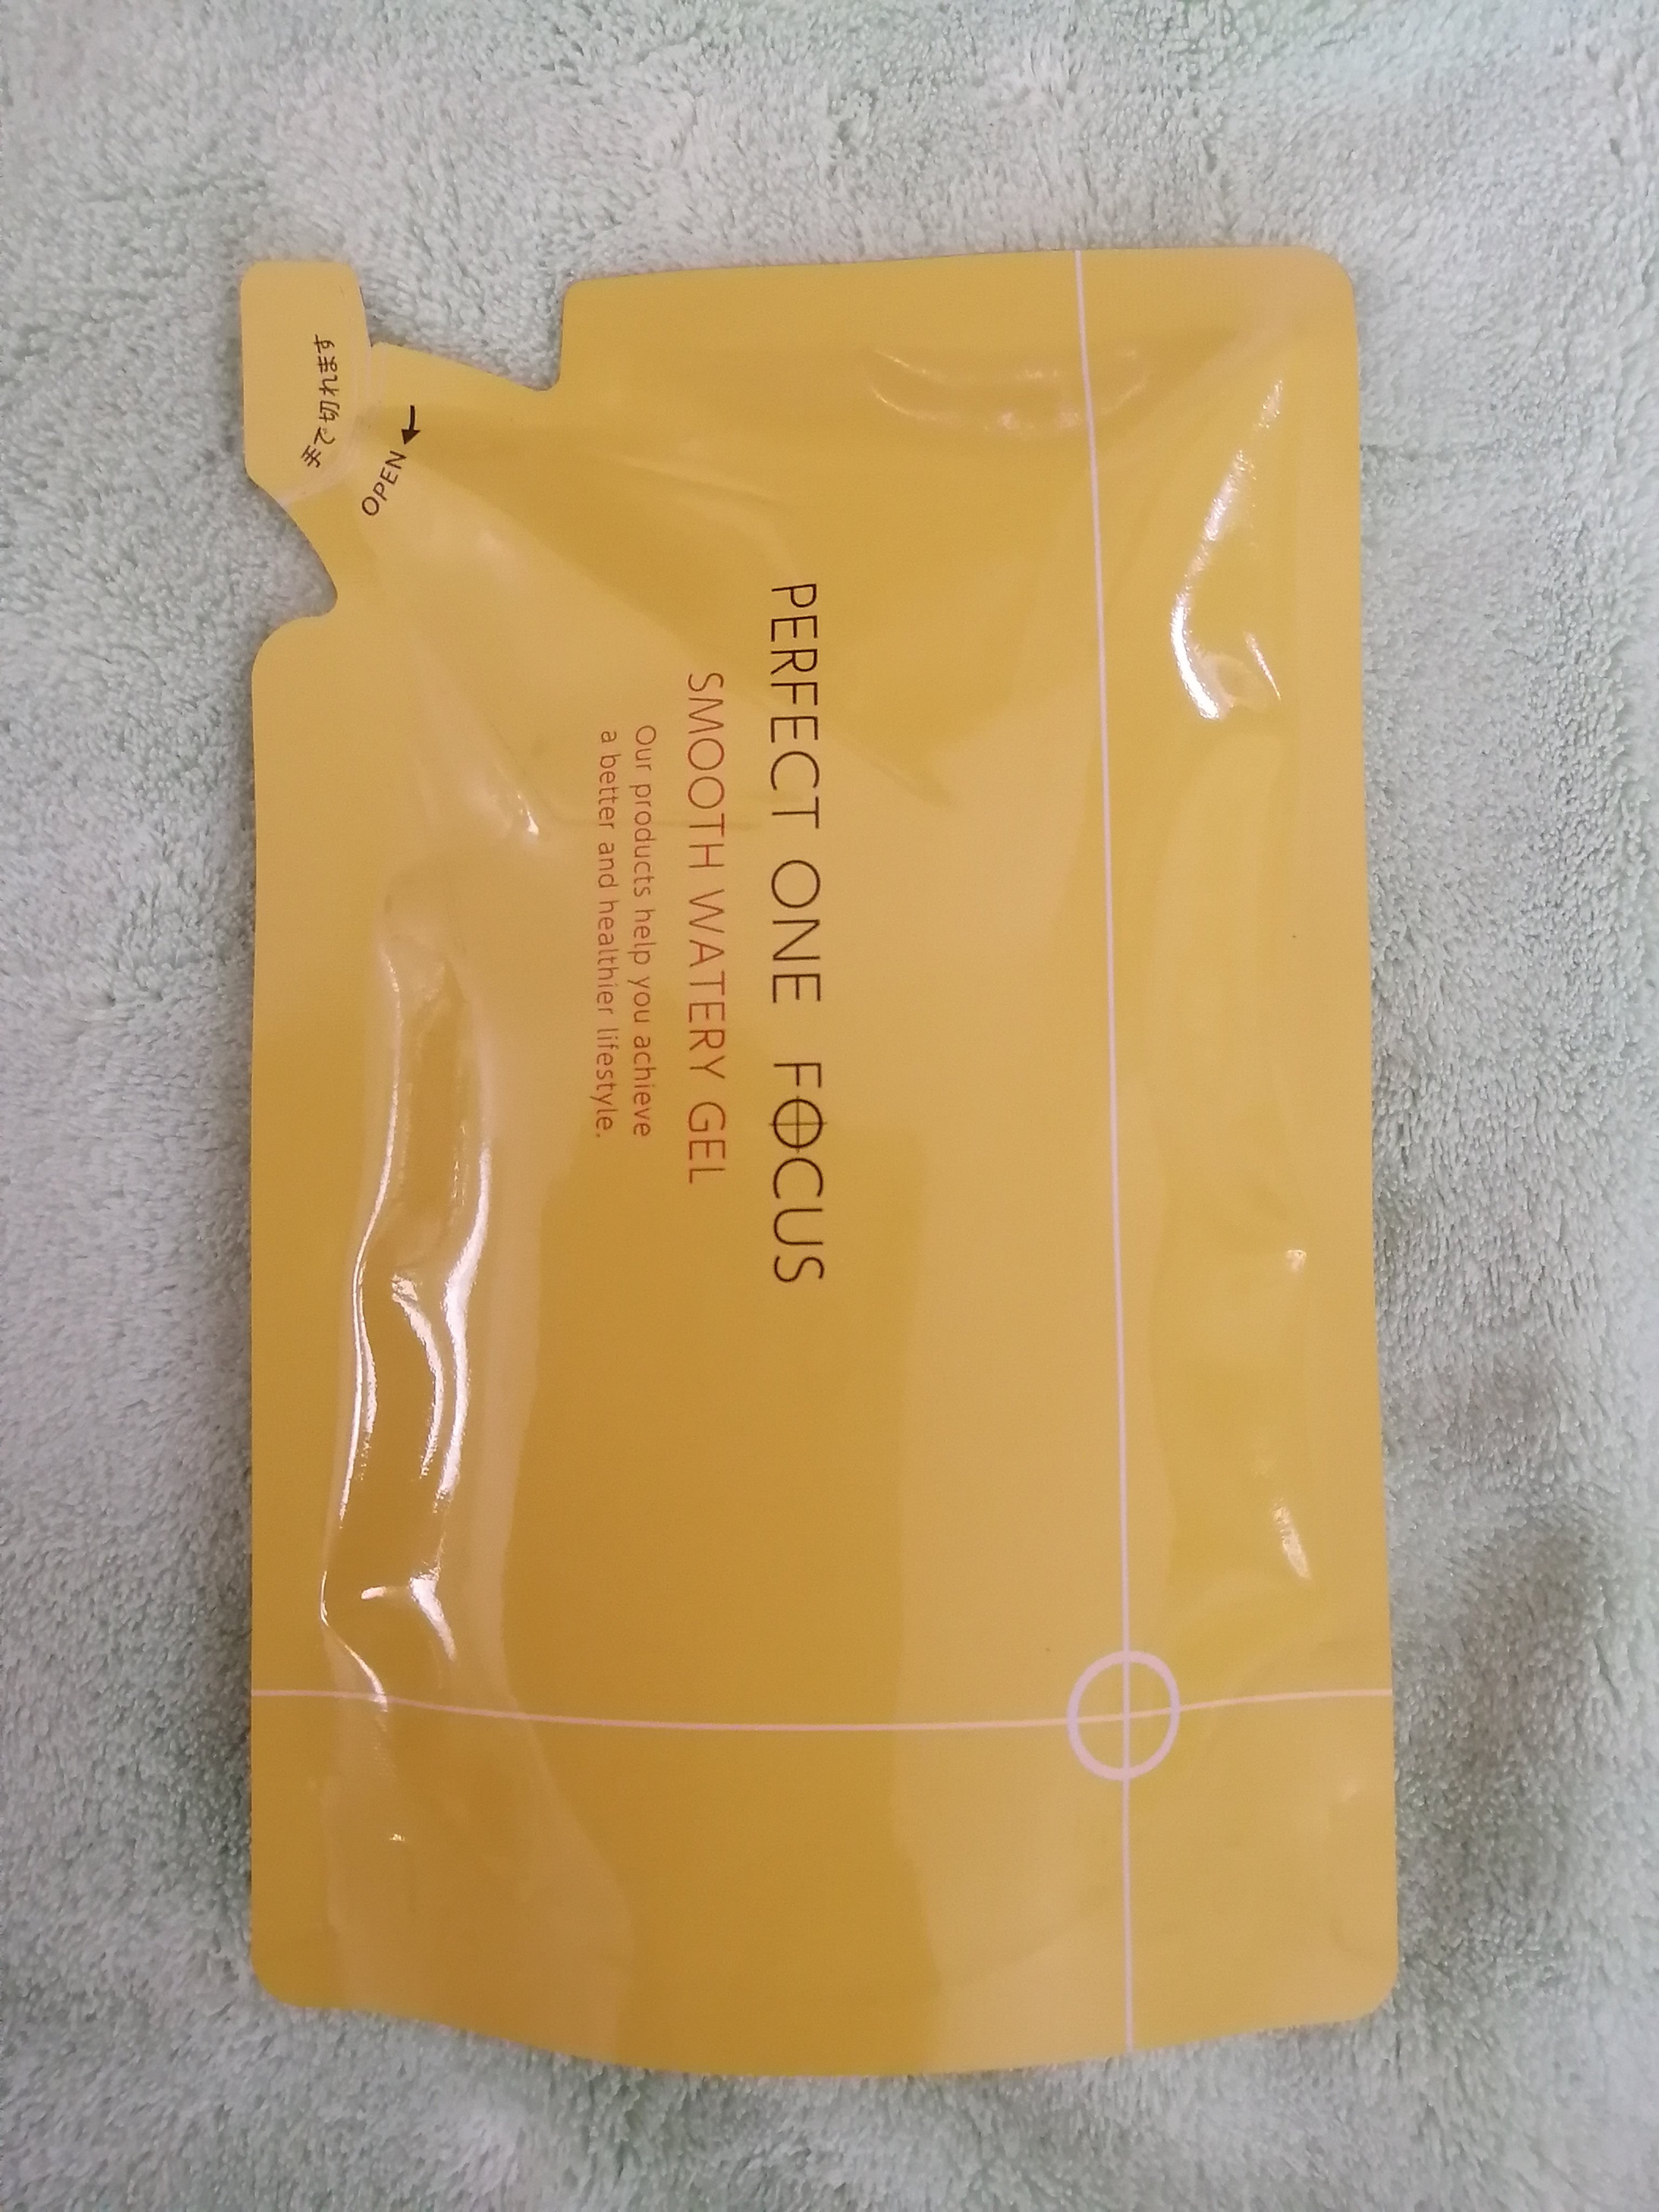 手で切れます
OPEN
PERFECT ONE FOCUS
SMOOTH WATERY GEL
Our products help you achieve
a better and healthier lifestyle.